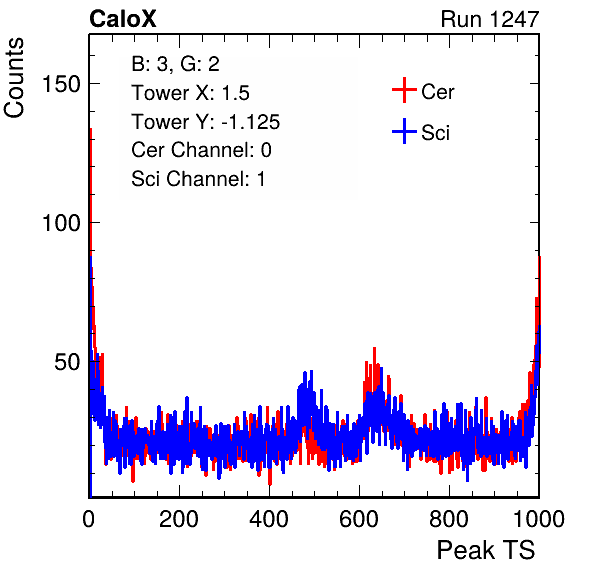 CaloX Run 1247
Counts
B: 3, G: 2
Tower X: 1.5
Tower Y: -1.125
Cer Channel: 0
Sci Channel: 1
Cer
Sci
150
100
50
0 200 400 600 800 1000
Peak TS